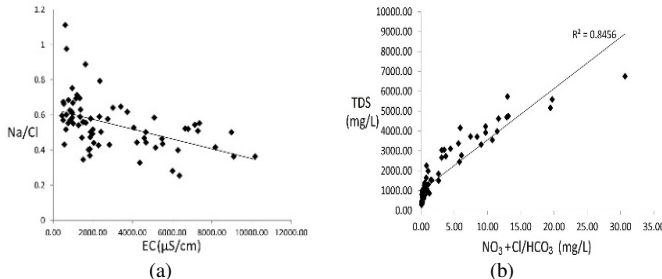 1.2
1
0.8
0.6
Na/Cl
0.4
0.2
0
0.00 2000.00 4000.00 6000.00 8000.00 10000.00 12000.00
EC(µS/cm)
(a)
10000.00
9000.00
R² = 0.8456
8000.00
7000.00
TDS 6000.00
(mg/L) 5000.00
4000.00
3000.00
2000.00
1000.00
0.00
0.00 5.00 10.00 15.00 20.00 25.00 30.00 35.00
NO3+Cl/HCO3 (mg/L)
(b)